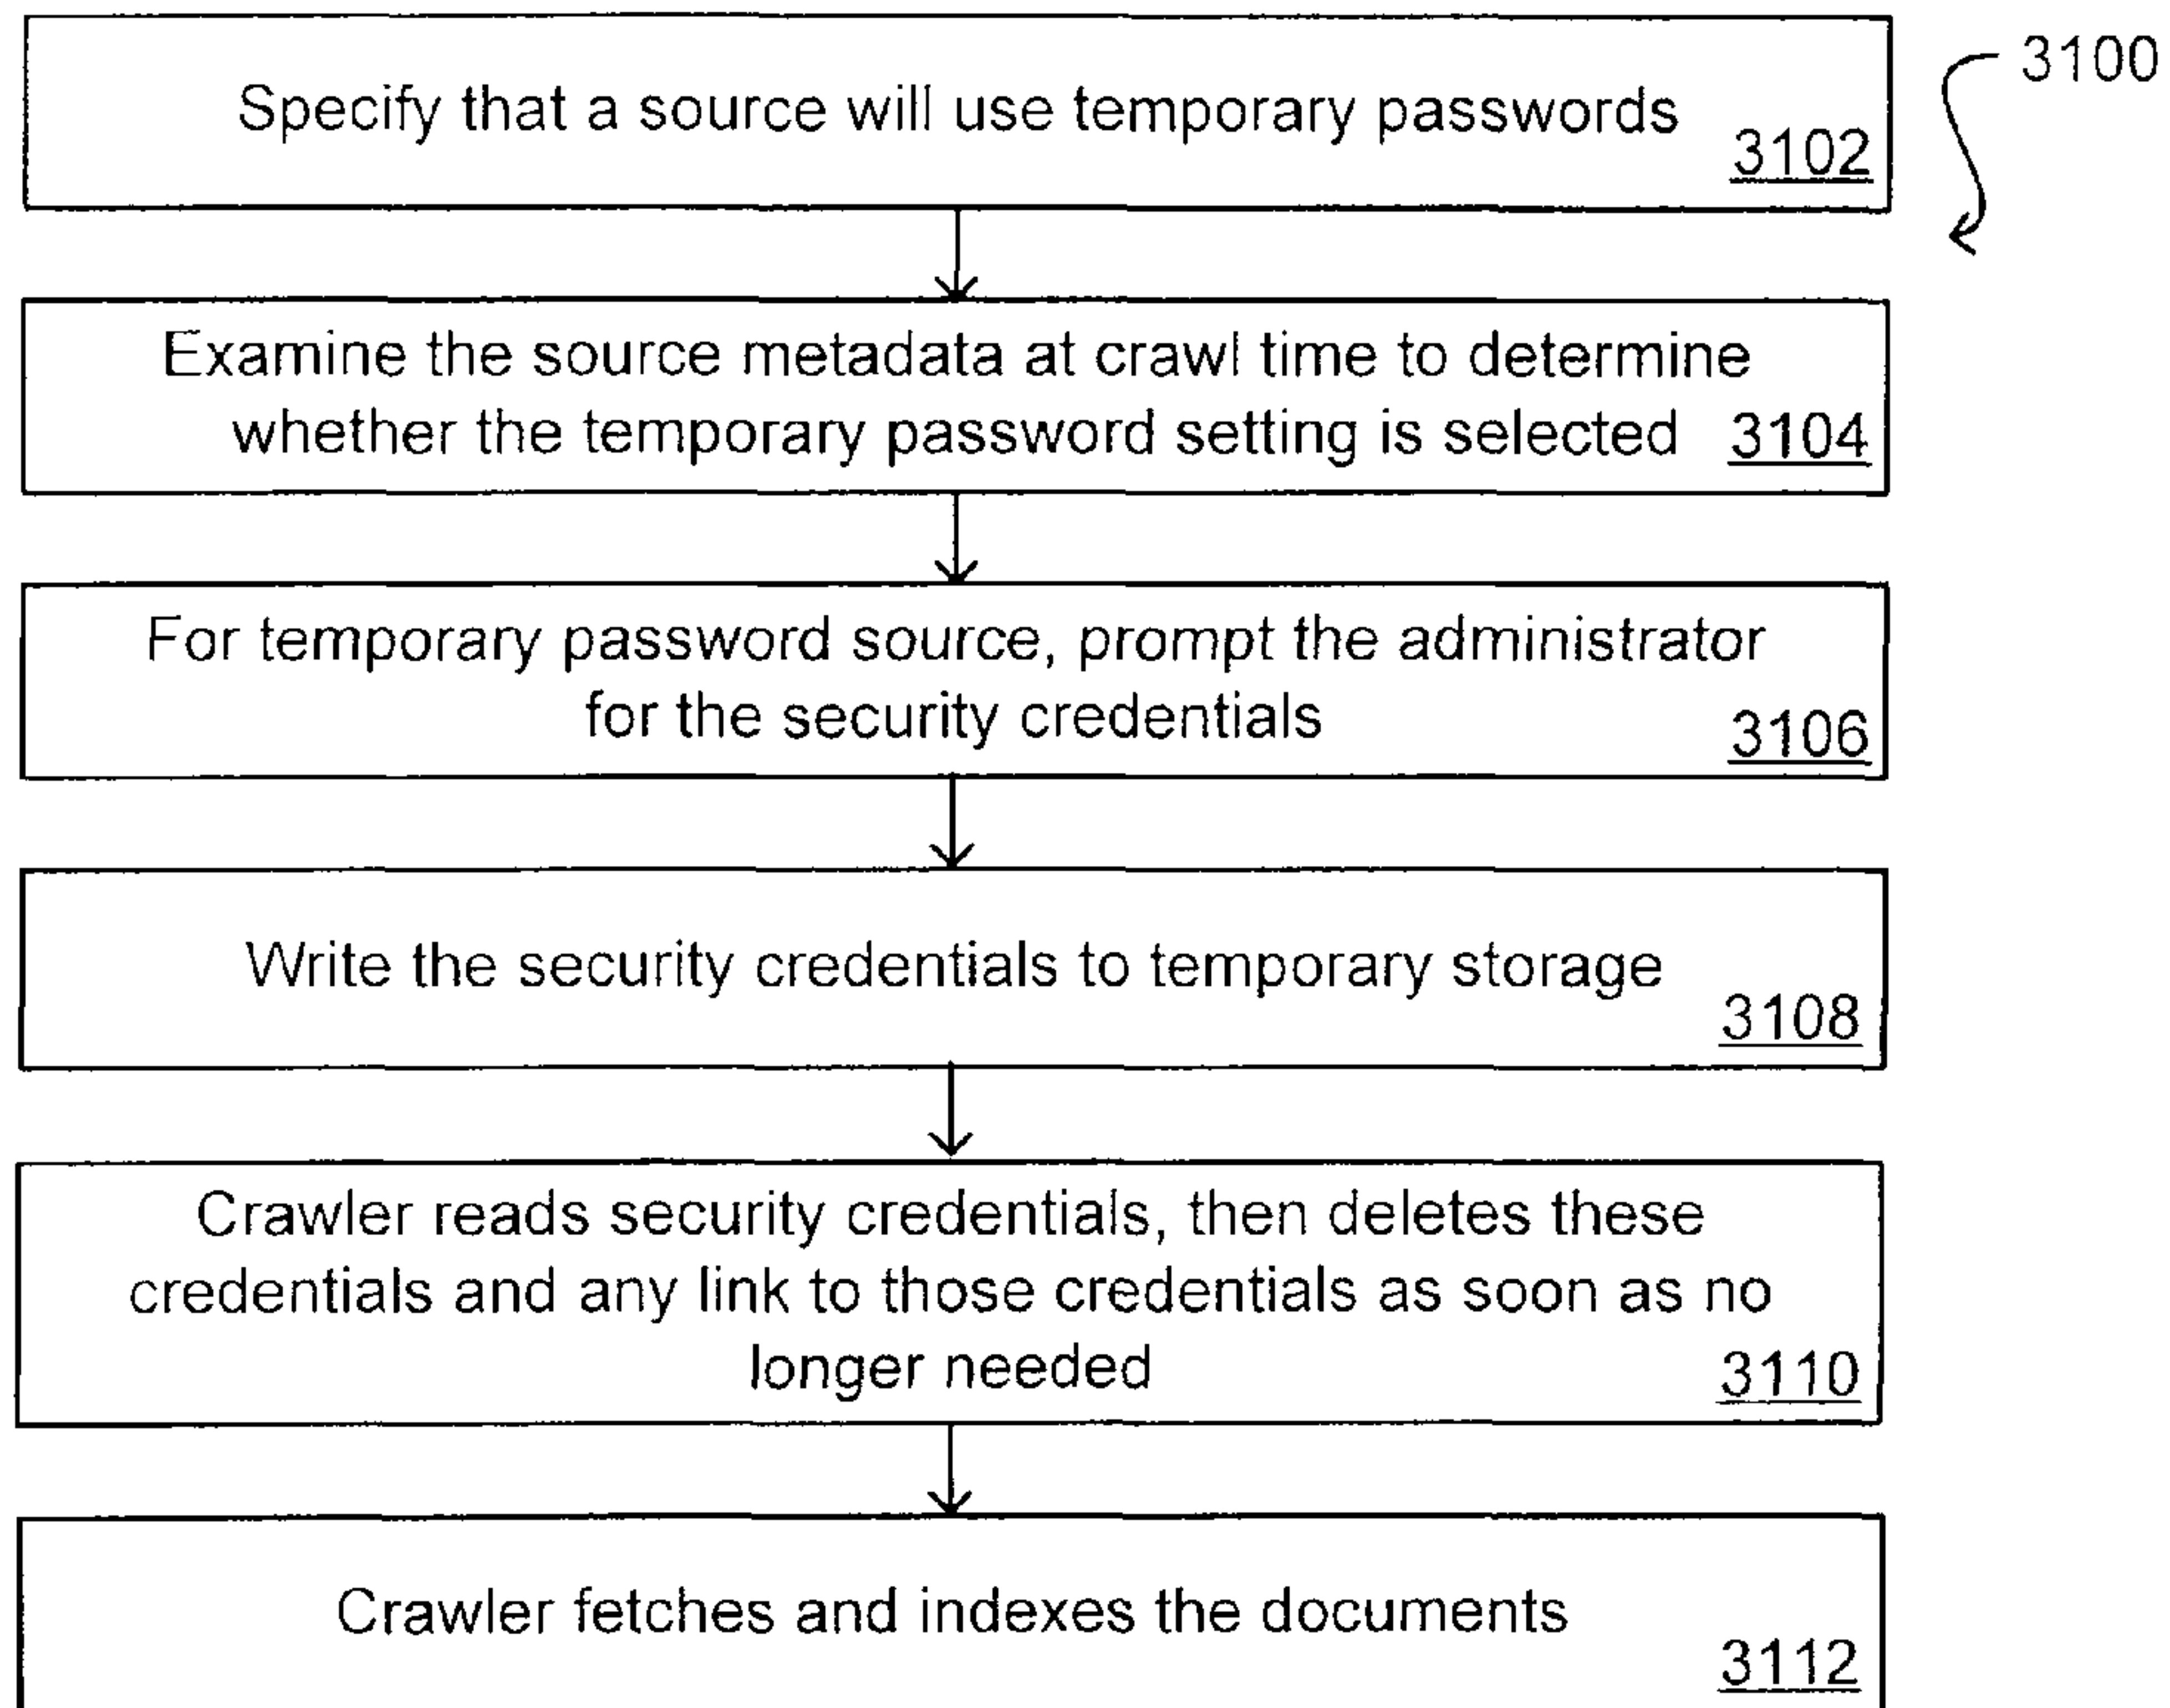 3100
Specify that a source will use temporary passwords
3102
Examine the source metadata at crawl time to determine
whether the temporary password setting is selected 3104
For temporary password source, prompt the administrator
for the security credentials
3106
Write the security credentials to temporary storage
3108
Crawler reads security credentials, then deletes these
credentials and any link to those credentials as soon as no
longer needed
3110
Crawler fetches and indexes the documents
3112